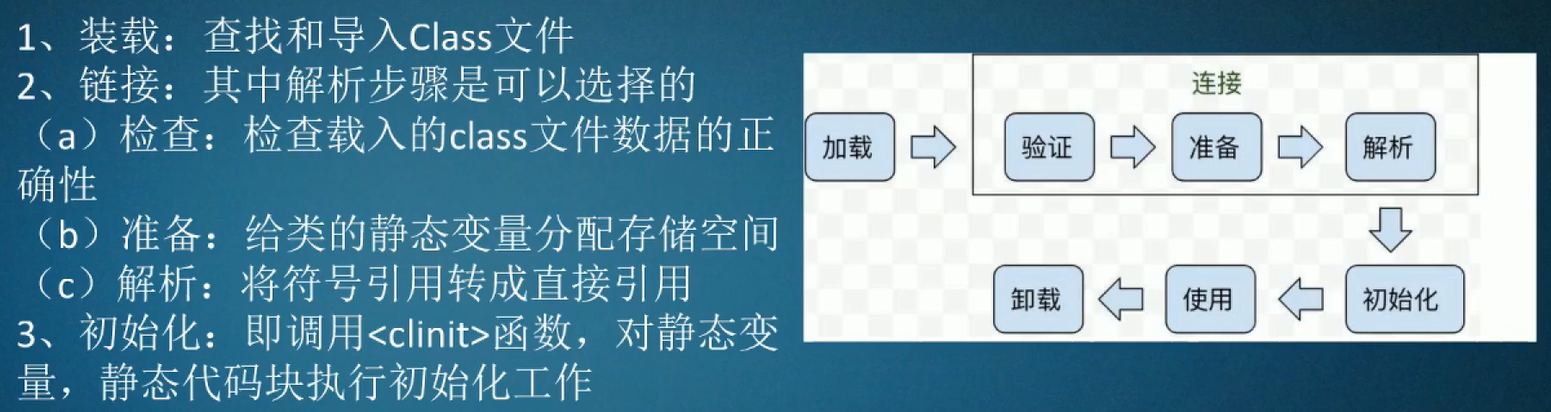 1、装载：查找和导入Class文件
2、链接：其中解析步骤是可以选择的
（a）检查：检查载入的class文件数据的正
确性
（b）准备：给类的静态变量分配存储空间
（c）解析：将符号引用转成直接引用
3、初始化：即调用<clinit>函数，对静态变
量，静态代码块执行初始化工作
连接
加载
验证
准备
解析
卸载
使用
初始化